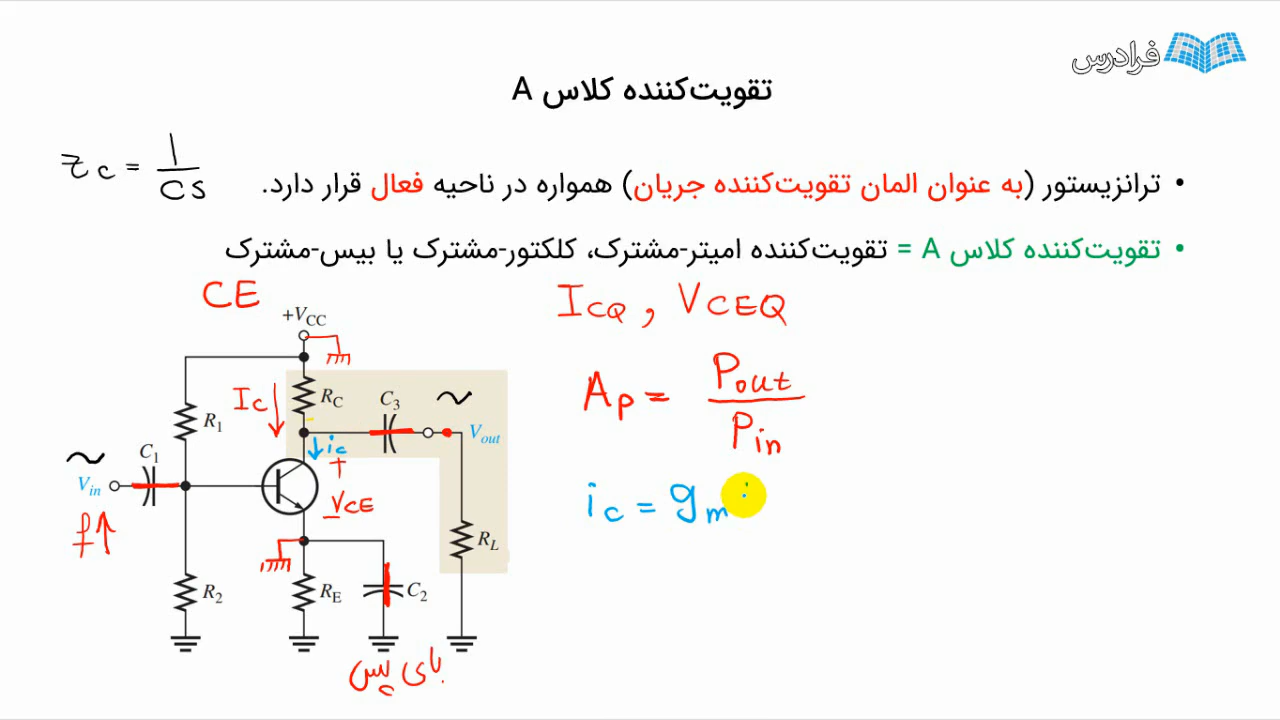 فرادرس
تقویت‌کننده کلاس A
z c = 1 / cs
• ترانزیستور (به عنوان المان تقویت‌کننده جریان) همواره در ناحیه فعال قرار دارد.
• تقویت‌کننده کلاس A = تقویت‌کننده امیتر-مشترک، کلکتور-مشترک یا بیس-مشترک
CE
ICQ , VCEQ
+VCC
Ap = Pout / Pin
Ic
RC
C3
R1
Vout
ic
C1
+
Vin
VCE
−
ic = gm
f↑
RL
R2
RE
C2
بای پس